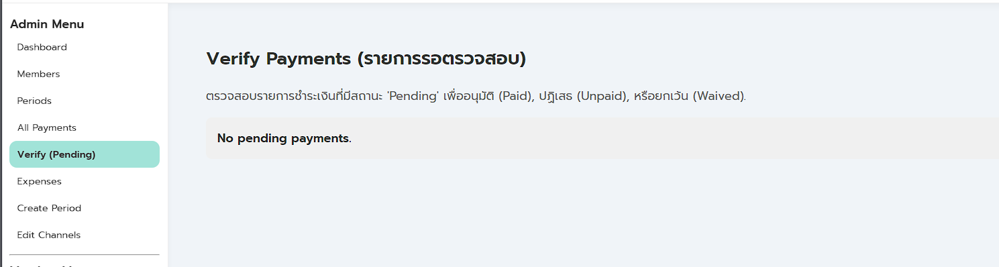 Admin Menu
Dashboard
Members
Periods
All Payments
Verify (Pending)
Expenses
Create Period
Edit Channels
Verify Payments (รายการรอตรวจสอบ)
ตรวจสอบรายการชำระเงินที่มีสถานะ 'Pending' เพื่ออนุมัติ (Paid), ปฏิเสธ (Unpaid), หรือยกเว้น (Waived).
No pending payments.